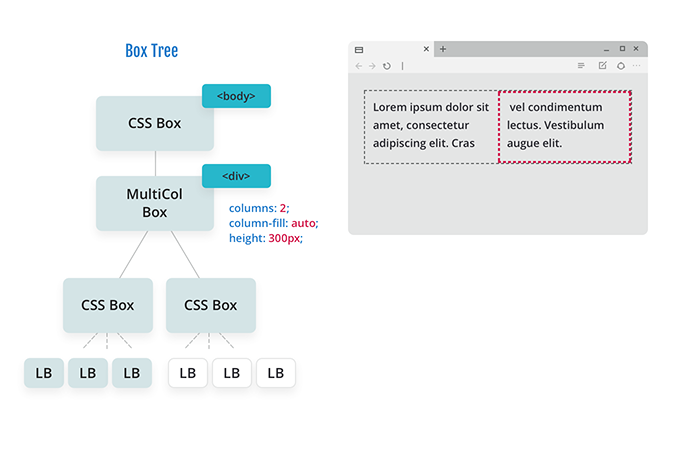 Box Tree
<body>
CSS Box
<div>
MultiCol
Box
columns: 2;
column-fill: auto;
height: 300px;
CSS Box
CSS Box
LB
LB
LB
LB
LB
LB
Lorem ipsum dolor sit
amet, consectetur
adipiscing elit. Cras
vel condimentum
lectus. Vestibulum
augue elit.